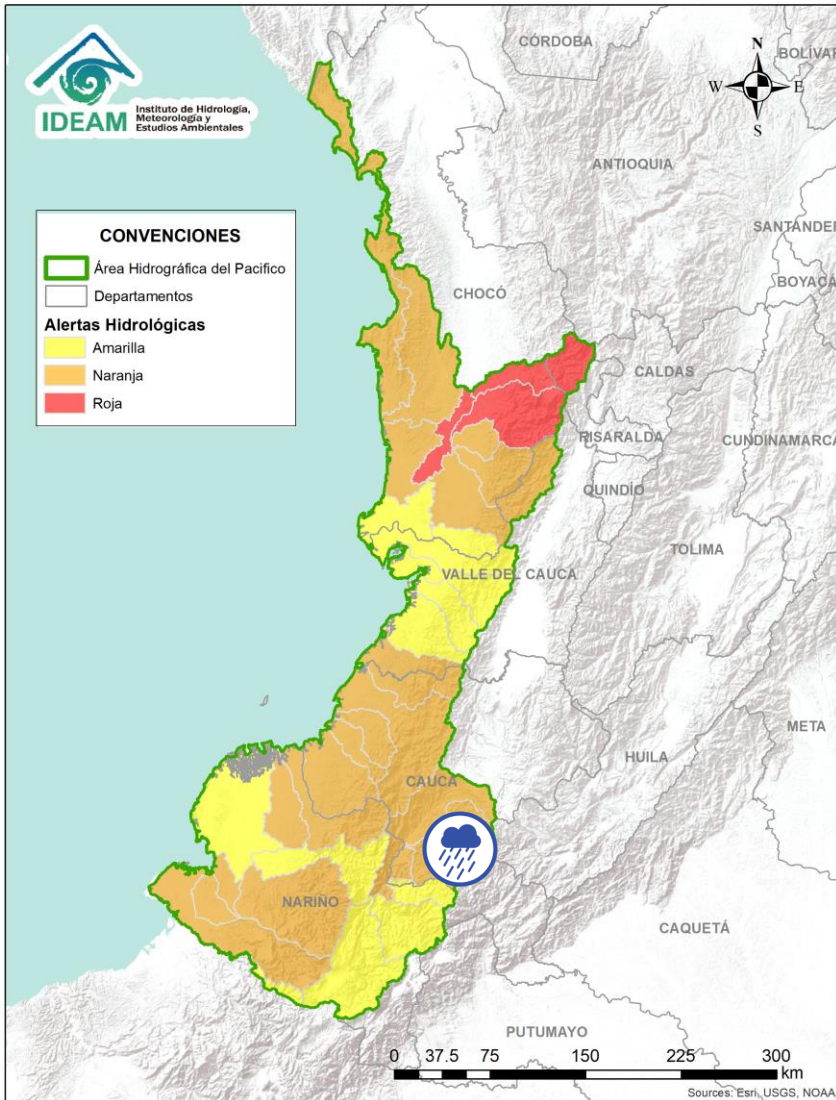 IDEAM
Instituto de Hidrología,
Meteorología y
Estudios Ambientales
N
W
E
S
CONVENCIONES
Área Hidrográfica del Pacifico
Departamentos
Alertas Hidrológicas
Amarilla
Naranja
Roja
CÓRDOBA
BOLÍVAR
ANTIOQUIA
SANTANDER
BOYACÁ
CHOCÓ
CALDAS
RISARALDA
CUNDINAMARCA
QUINDÍO
TOLIMA
VALLE DEL CAUCA
META
HUILA
CAUCA
NARIÑO
CAQUETÁ
PUTUMAYO
0 37.5 75 150 225 300
km
Sources: Esri, USGS, NOAA